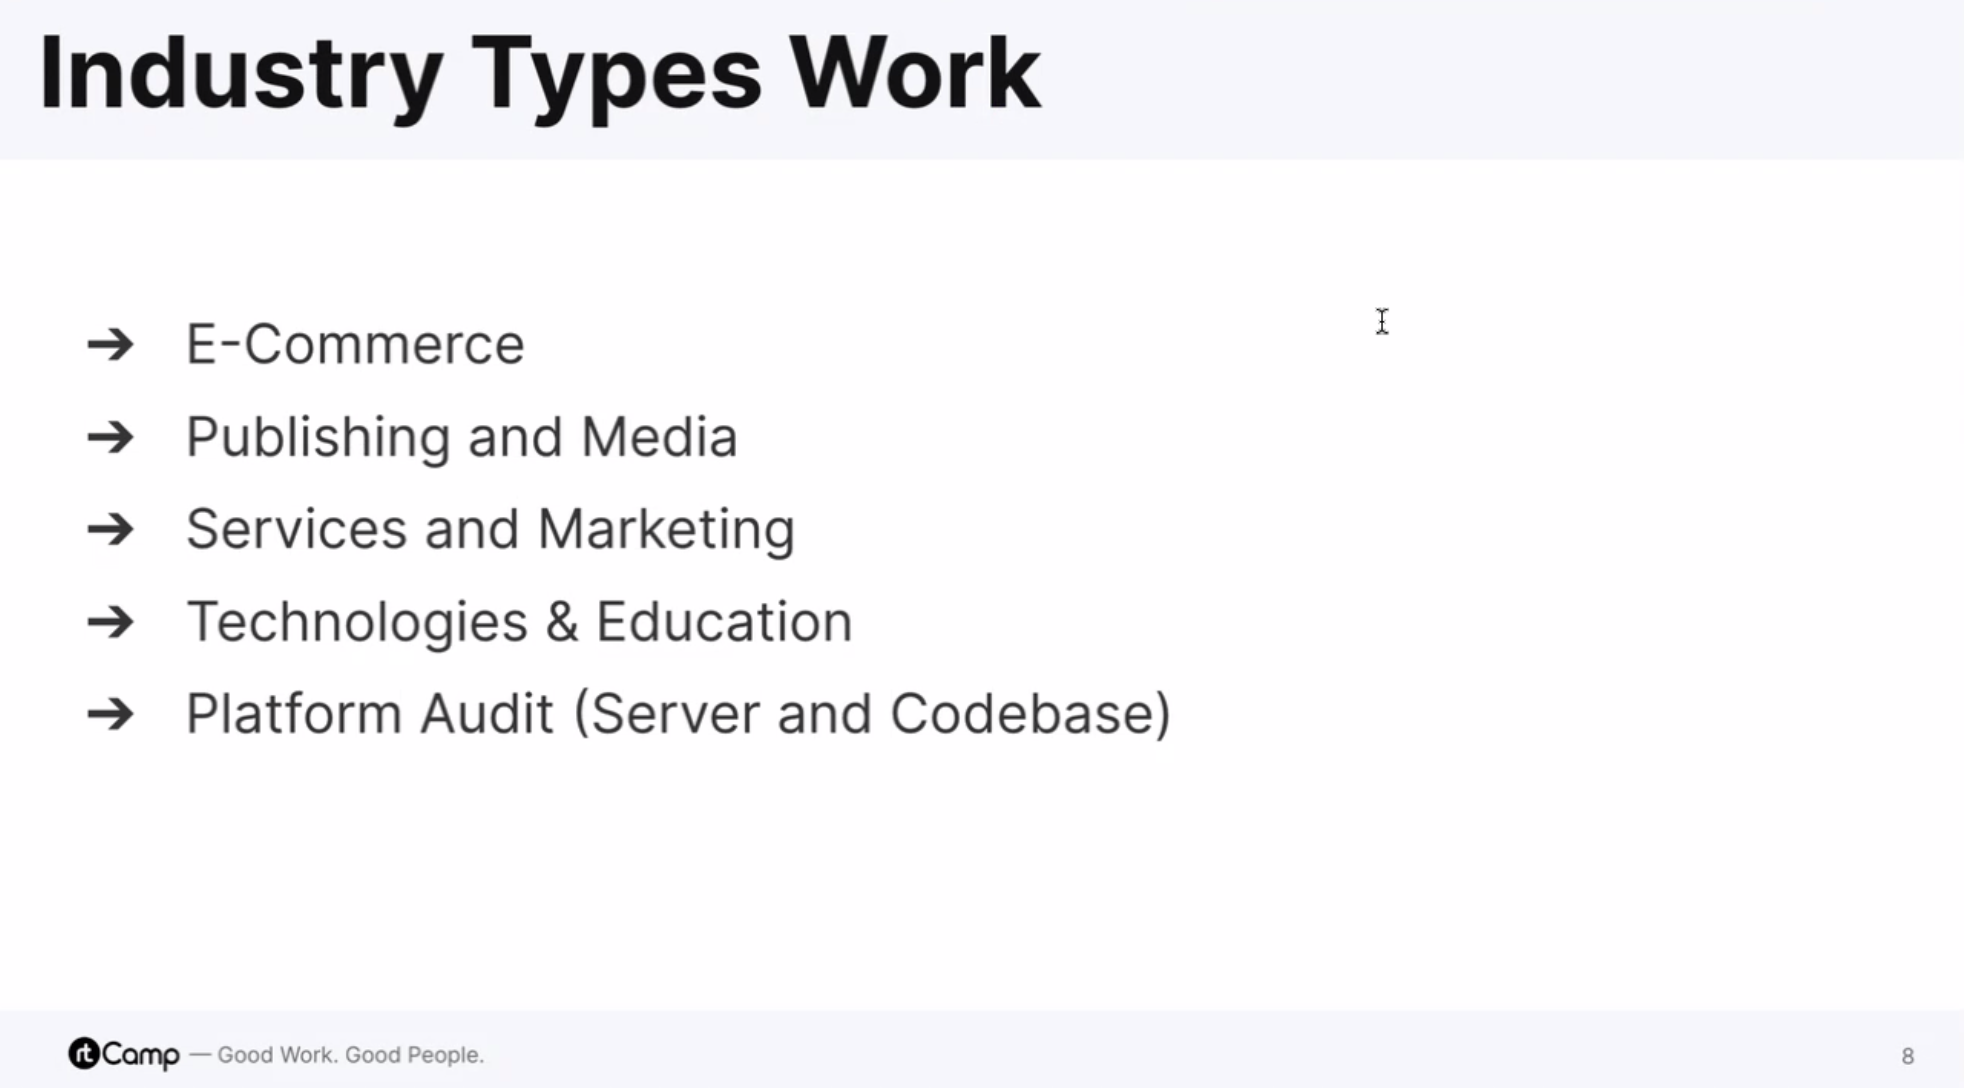 Industry Types Work
➔ E-Commerce
➔ Publishing and Media
➔ Services and Marketing
➔ Technologies & Education
➔ Platform Audit (Server and Codebase)
rtCamp — Good Work. Good People.
8